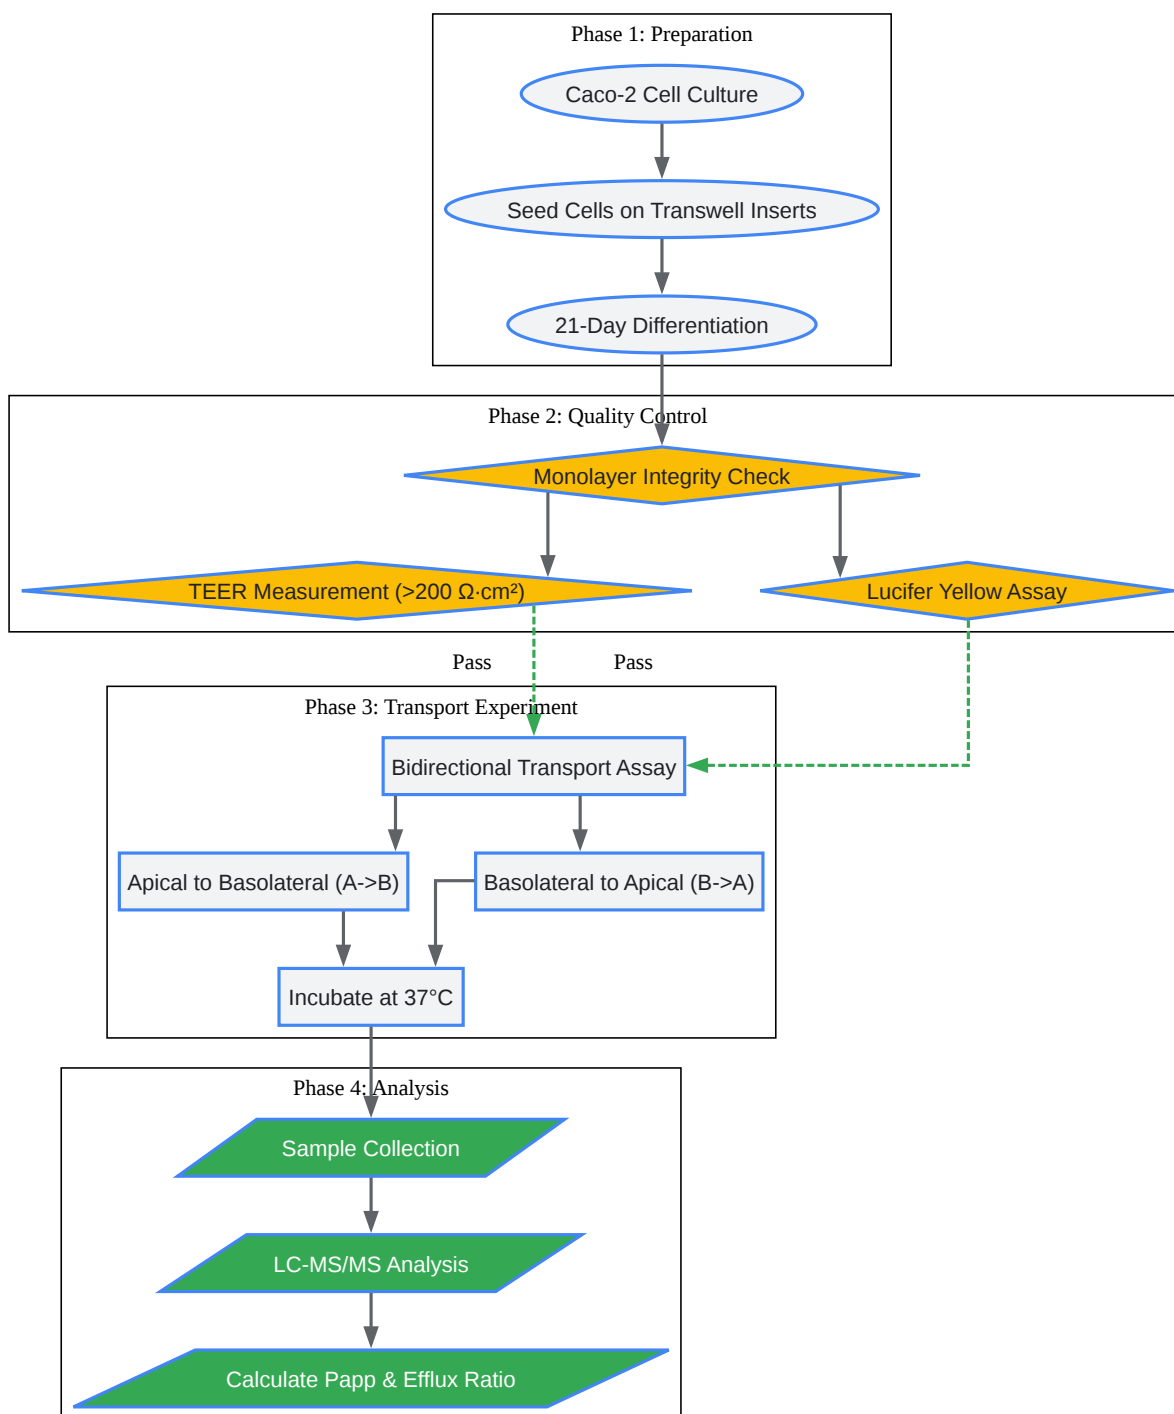 Phase 1: Preparation
Caco-2 Cell Culture
Seed Cells on Transwell Inserts
21-Day Differentiation
Phase 2: Quality Control
Monolayer Integrity Check
TEER Measurement (>200 Ω·cm²)
Lucifer Yellow Assay
Pass
Pass
Phase 3: Transport Experiment
Bidirectional Transport Assay
Apical to Basolateral (A->B)
Basolateral to Apical (B->A)
Incubate at 37°C
Phase 4: Analysis
Sample Collection
LC-MS/MS Analysis
Calculate Papp & Efflux Ratio